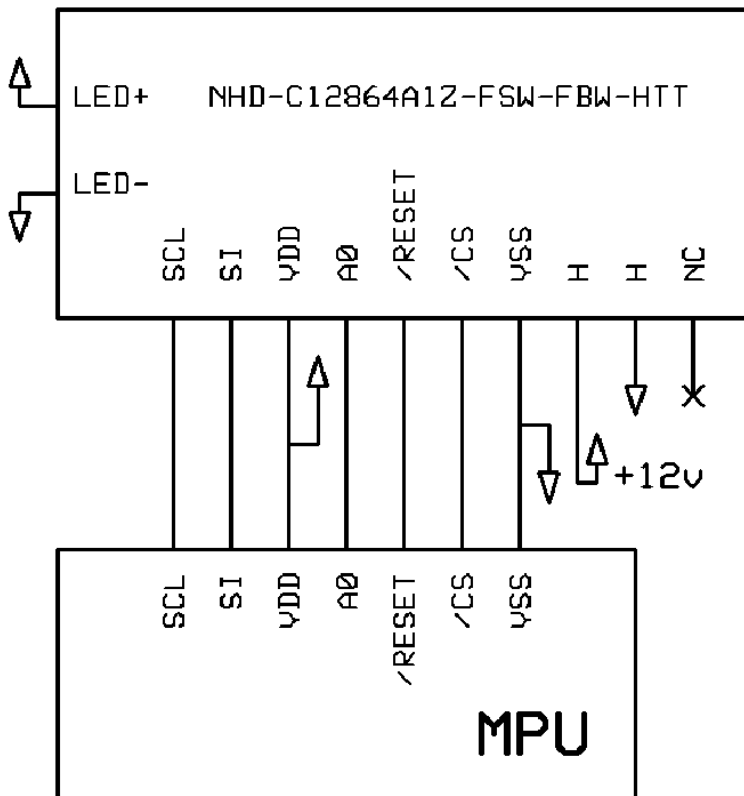 LED+ NHD-C12864A1Z-FSW-FBW-HTT
LED-
SCL
SI
VDD
A0
/RESET
/CS
VSS
H
H
NC
+12v
SCL
SI
VDD
A0
/RESET
/CS
VSS
MPU